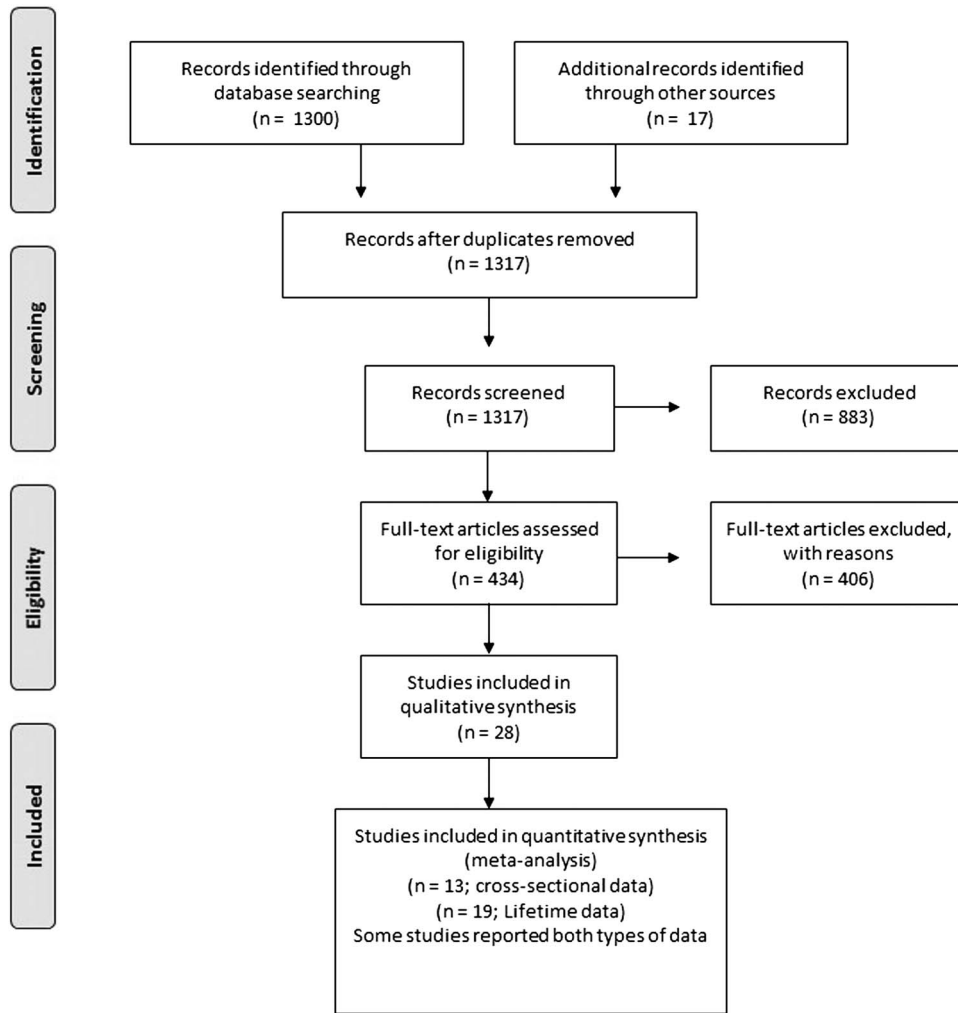 Identification
Records identified through
database searching
(n = 1300)
Additional records identified
through other sources
(n = 17)
Records after duplicates removed
(n = 1317)
Screening
Records screened
(n = 1317)
Records excluded
(n = 883)
Eligibility
Full-text articles assessed
for eligibility
(n = 434)
Full-text articles excluded,
with reasons
(n = 406)
Studies included in
qualitative synthesis
(n = 28)
Included
Studies included in quantitative synthesis
(meta-analysis)
(n = 13; cross-sectional data)
(n = 19; Lifetime data)
Some studies reported both types of data